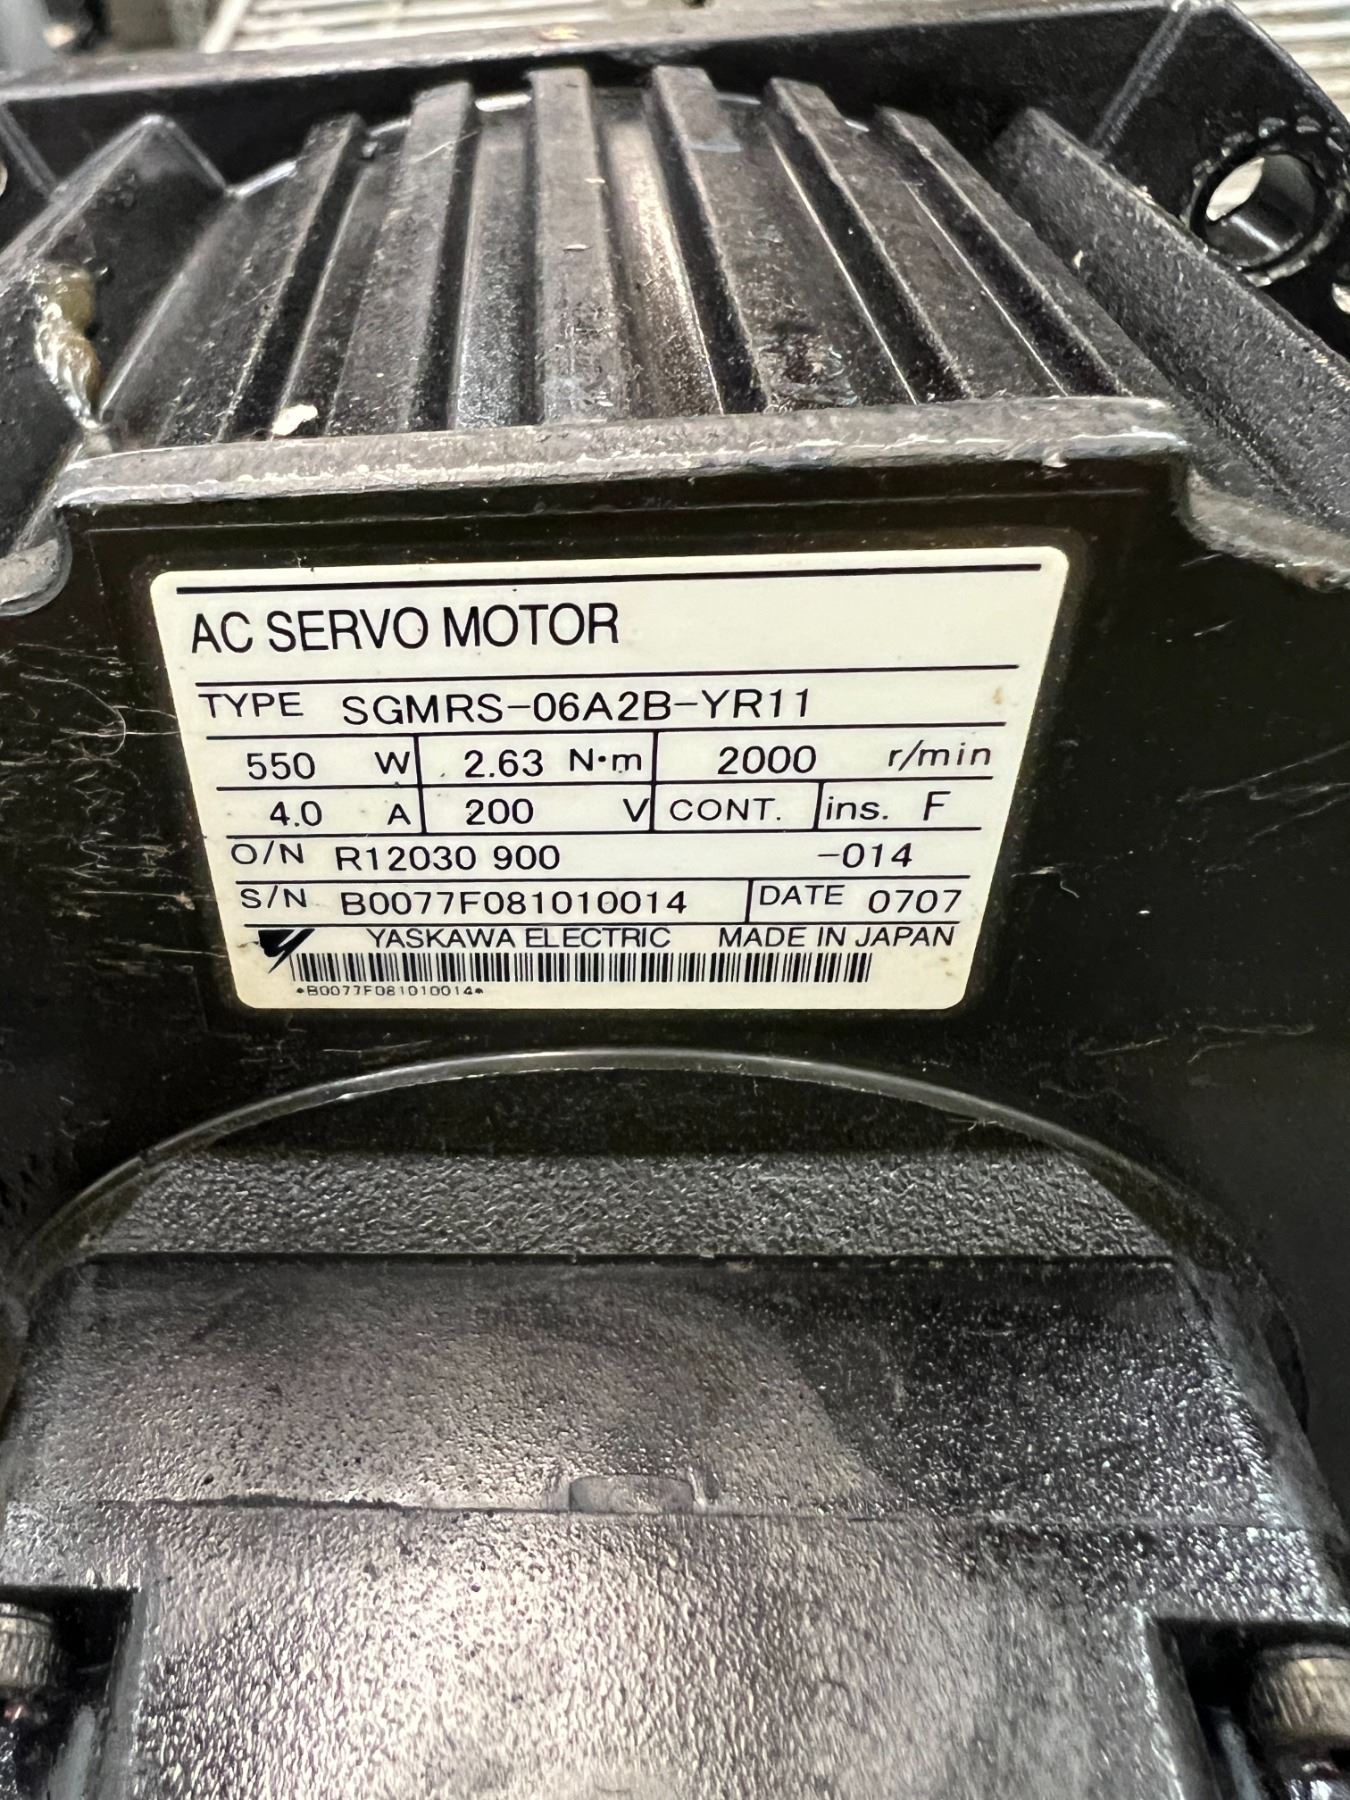 AC SERVO MOTOR
TYPE SGMRS-06A2B-YR11
550 W 2.63 N·m 2000 r/min
4.0 A 200 V CONT. ins. F
O/N R12030 900 -014
S/N B0077F081010014 DATE 0707
YASKAWA ELECTRIC MADE IN JAPAN
*B0077F081010014*